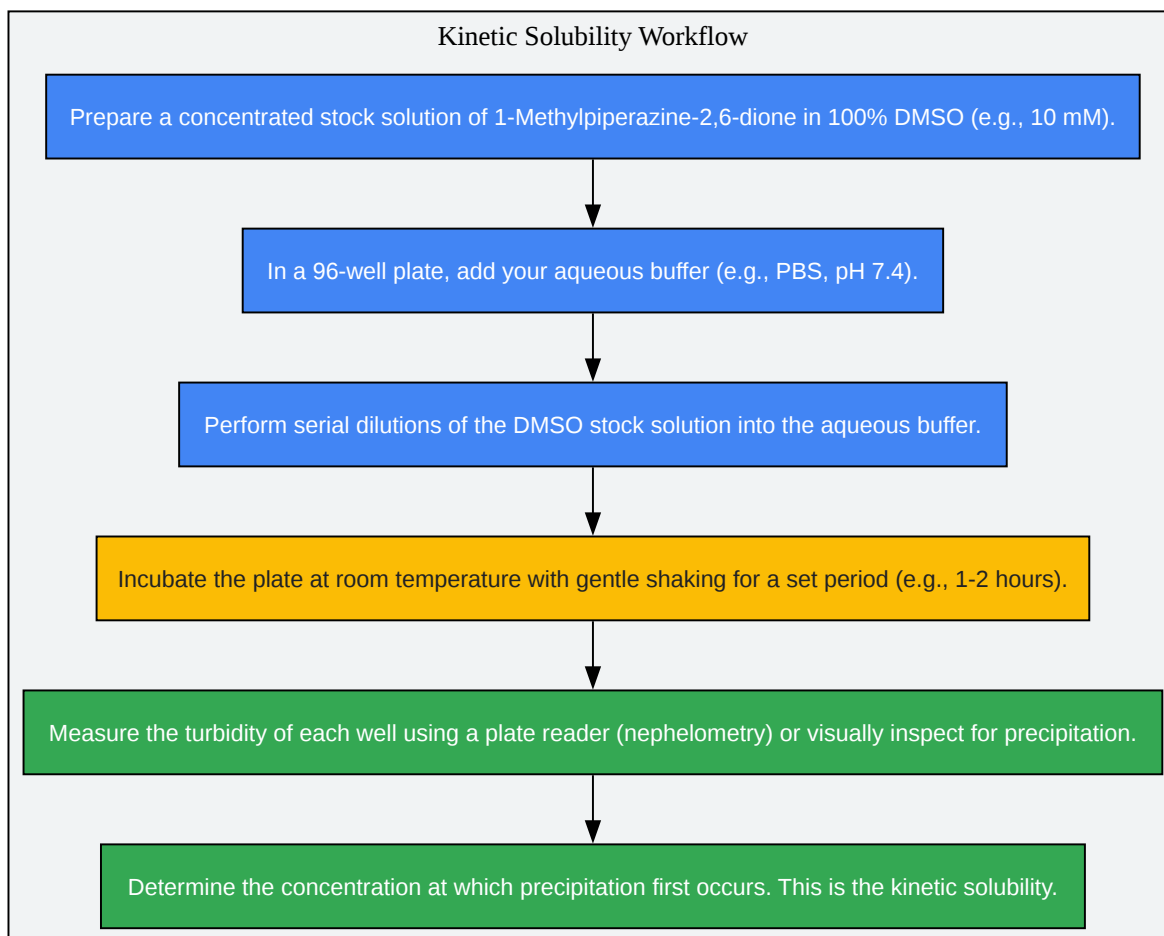 Kinetic Solubility Workflow
Prepare a concentrated stock solution of 1-Methylpiperazine-2,6-dione in 100% DMSO (e.g., 10 mM).
In a 96-well plate, add your aqueous buffer (e.g., PBS, pH 7.4).
Perform serial dilutions of the DMSO stock solution into the aqueous buffer.
Incubate the plate at room temperature with gentle shaking for a set period (e.g., 1-2 hours).
Measure the turbidity of each well using a plate reader (nephelometry) or visually inspect for precipitation.
Determine the concentration at which precipitation first occurs. This is the kinetic solubility.